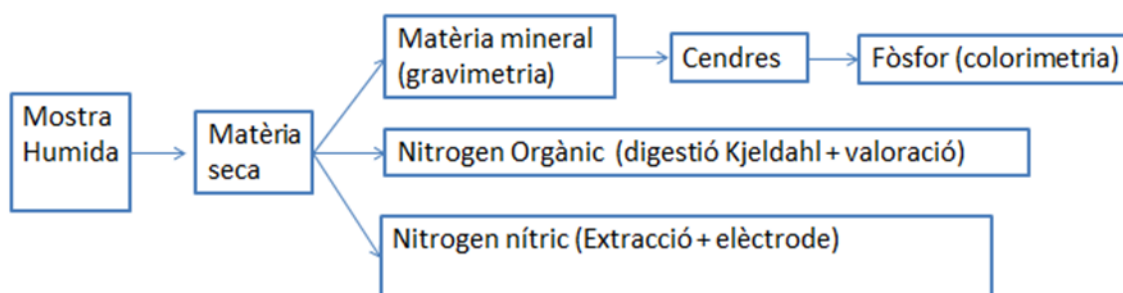 Mostra
Humida
Matèria
seca
Matèria mineral
(gravimetria)
Cendres
Fòsfor (colorimetria)
Nitrogen Orgànic (digestió Kjeldahl + valoració)
Nitrogen nítric (Extracció + elèctrode)